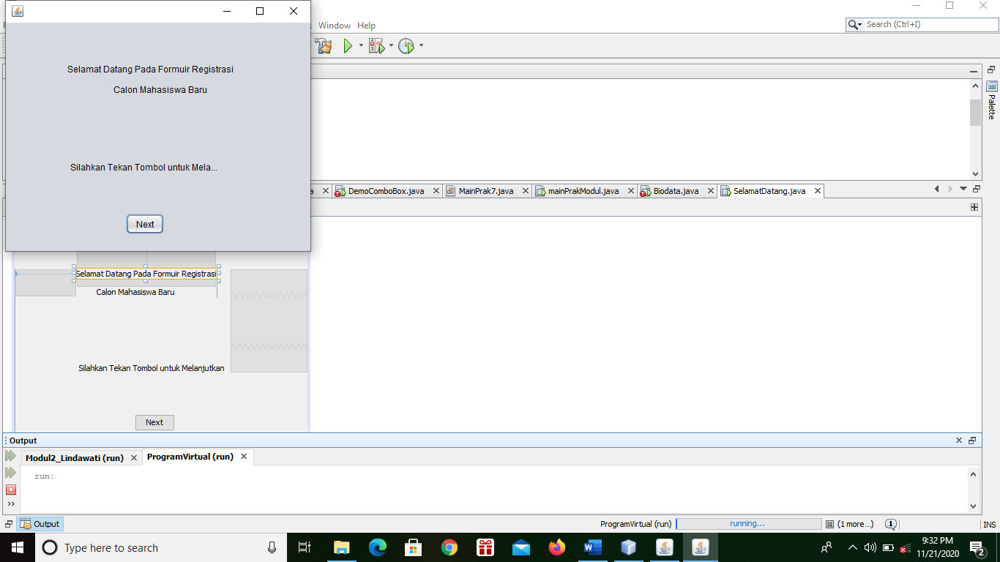 Window Help
Search (Ctrl+I)
Selamat Datang Pada Formuir Registrasi
Calon Mahasiswa Baru
Silahkan Tekan Tombol untuk Mela...
Next
Palette
DemoComboBox.java
MainPrak7.java
mainPrakModul.java
Biodata.java
SelamatDatang.java
Selamat Datang Pada Formuir Registrasi
Calon Mahasiswa Baru
Silahkan Tekan Tombol untuk Melanjutkan
Next
Output
Modul2_Lindawati (run)
ProgramVirtual (run)
run:
Output
ProgramVirtual (run)
running...
(1 more...)
1
INS
Type here to search
9:32 PM
11/21/2020
2